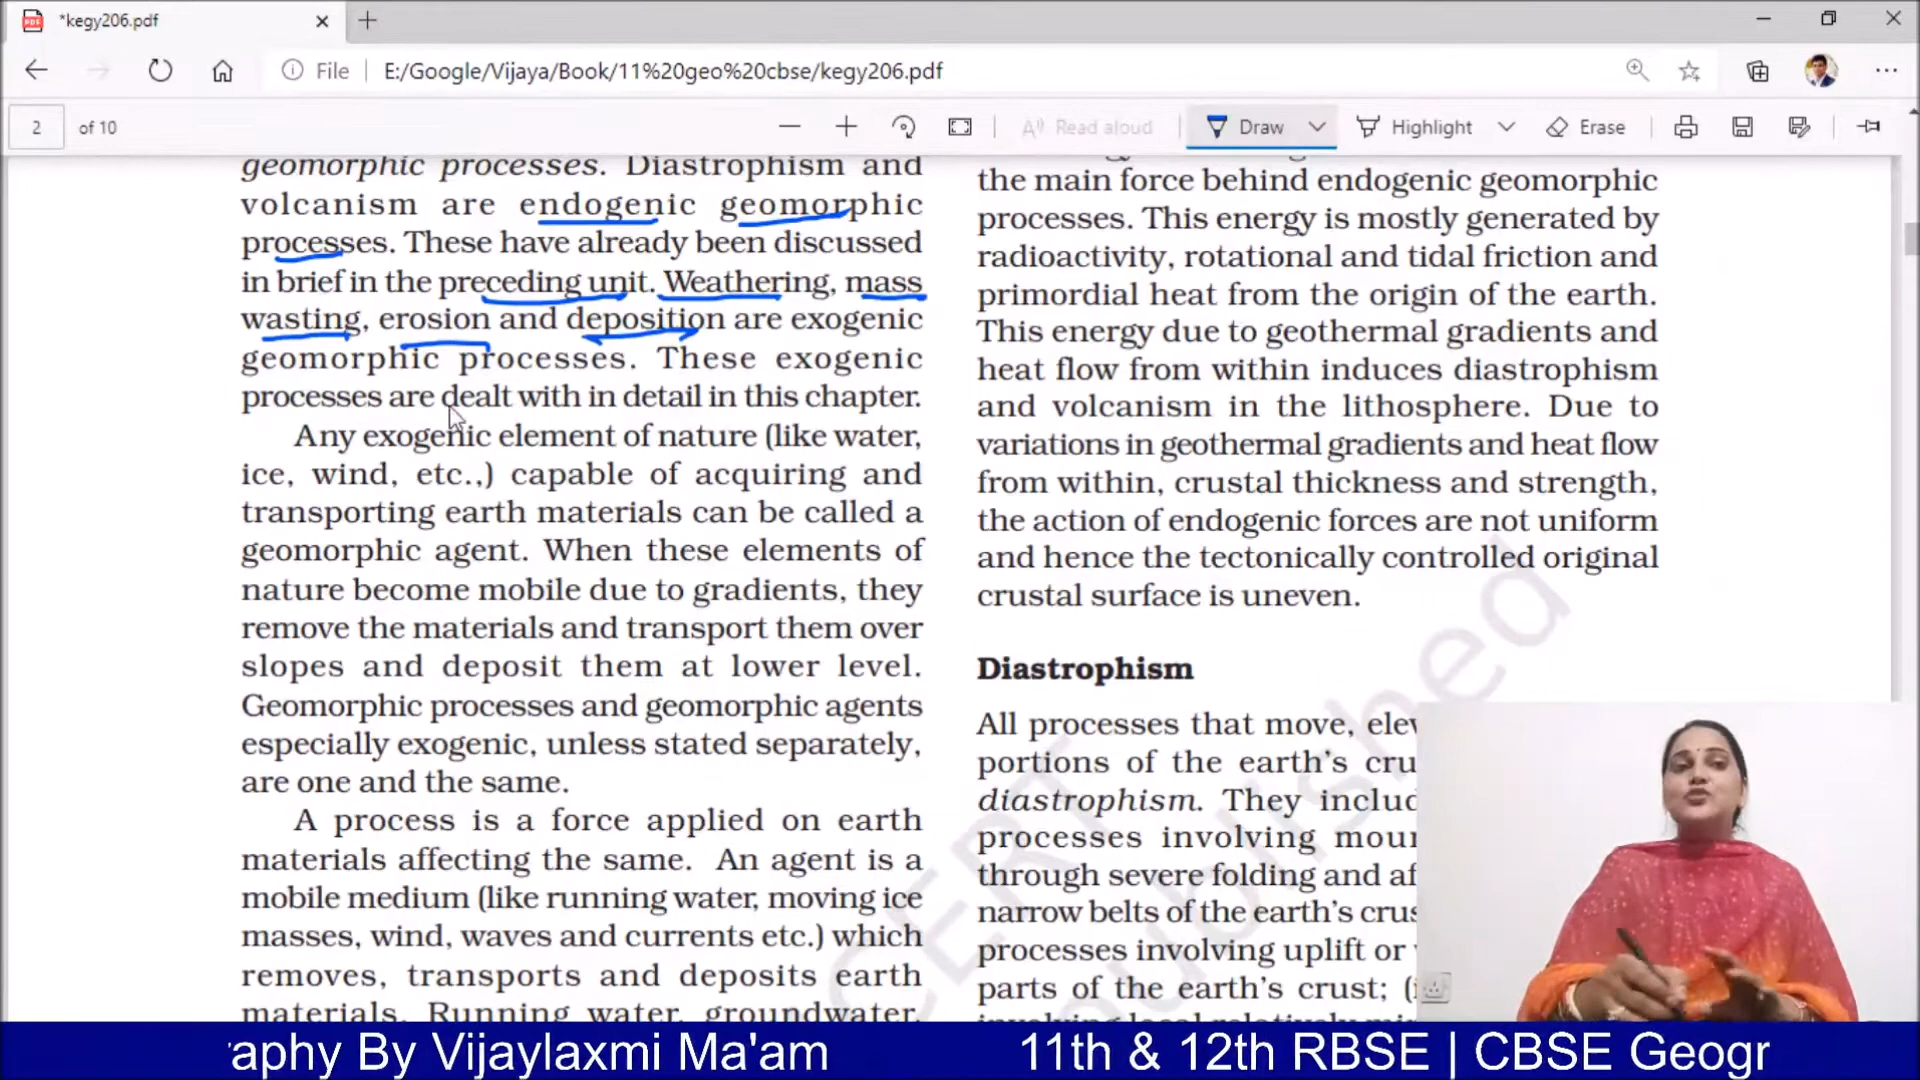 *kegy206.pdf
File
E:/Google/Vijaya/Book/11%20geo%20cbse/kegy206.pdf
2 of 10
Read aloud
Draw
Highlight
Erase
geomorphic processes. Diastrophism and
volcanism are endogenic geomorphic
processes. These have already been discussed
in brief in the preceding unit. Weathering, mass
wasting, erosion and deposition are exogenic
geomorphic processes. These exogenic
processes are dealt with in detail in this chapter.
Any exogenic element of nature (like water,
ice, wind, etc.,) capable of acquiring and
transporting earth materials can be called a
geomorphic agent. When these elements of
nature become mobile due to gradients, they
remove the materials and transport them over
slopes and deposit them at lower level.
Geomorphic processes and geomorphic agents
especially exogenic, unless stated separately,
are one and the same.
A process is a force applied on earth
materials affecting the same. An agent is a
mobile medium (like running water, moving ice
masses, wind, waves and currents etc.) which
removes, transports and deposits earth
materials. Running water, groundwater,
the main force behind endogenic geomorphic
processes. This energy is mostly generated by
radioactivity, rotational and tidal friction and
primordial heat from the origin of the earth.
This energy due to geothermal gradients and
heat flow from within induces diastrophism
and volcanism in the lithosphere. Due to
variations in geothermal gradients and heat flow
from within, crustal thickness and strength,
the action of endogenic forces are not uniform
and hence the tectonically controlled original
crustal surface is uneven.
Diastrophism
All processes that move, elev
portions of the earth's cru
diastrophism. They includ
processes involving mour
through severe folding and af
narrow belts of the earth's crus
processes involving uplift or
parts of the earth's crust; (
aphy By Vijaylaxmi Ma'am
11th & 12th RBSE | CBSE Geogr